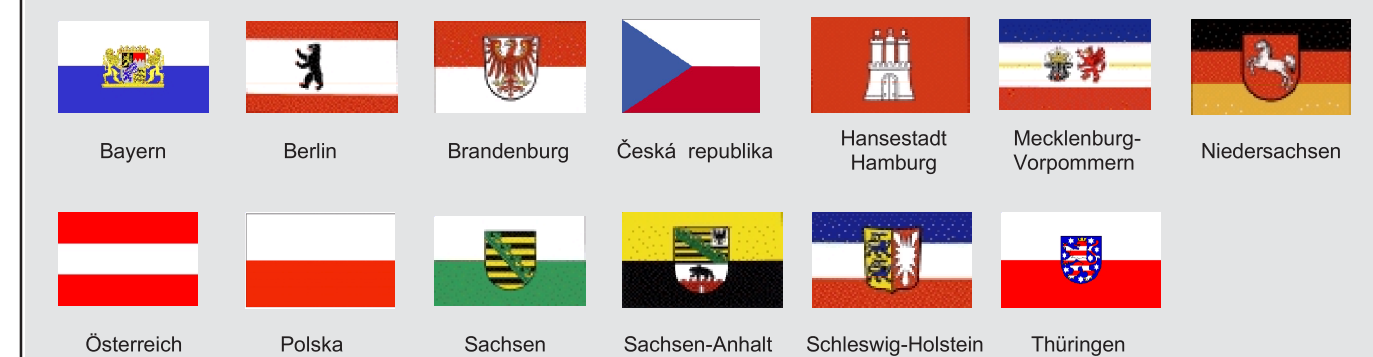 Bayern
Berlin
Brandenburg
Česká republika
Hansestadt
Hamburg
Mecklenburg-
Vorpommern
Niedersachsen
Österreich
Polska
Sachsen
Sachsen-Anhalt
Schleswig-Holstein
Thüringen